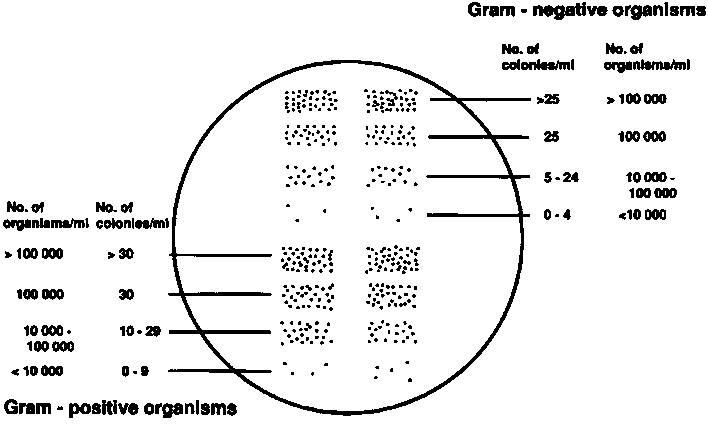 Gram - negative organisms
No. of No. of
colonies/ml organisms/ml
>25 > 100 000
25 100 000
5 - 24 10 000 -
100 000
0 - 4 <10 000
No. of No. of
organisms/ml colonies/ml
> 100 000 > 30
100 000 30
10 000 - 10 - 29
100 000
< 10 000 0 - 9
Gram - positive organisms